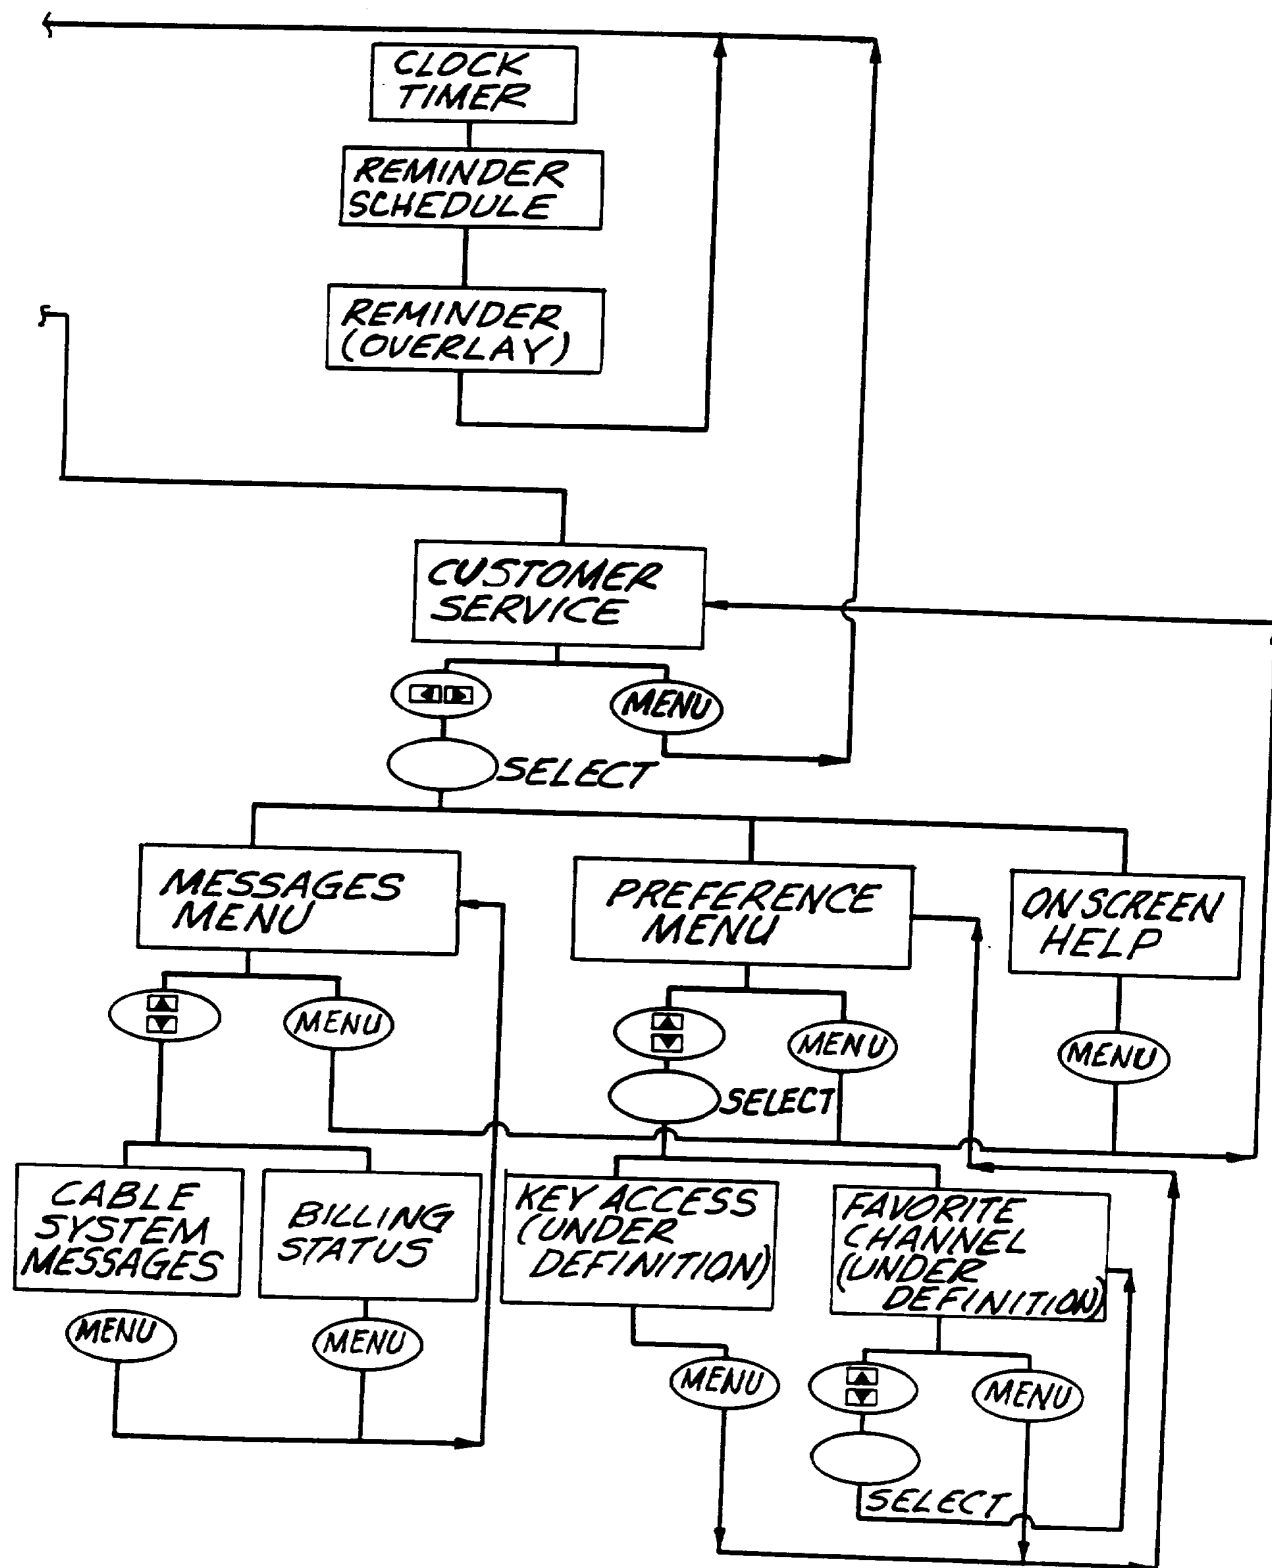 CLOCK
TIMER
REMINDER
SCHEDULE
REMINDER
(OVERLAY)
CUSTOMER
SERVICE
MENU
SELECT
MESSAGES
MENU
PREFERENCE
MENU
ON SCREEN
HELP
MENU
MENU
MENU
SELECT
CABLE
SYSTEM
MESSAGES
BILLING
STATUS
KEY ACCESS
(UNDER
DEFINITION)
FAVORITE
CHANNEL
(UNDER
DEFINITION)
MENU
MENU
MENU
MENU
SELECT